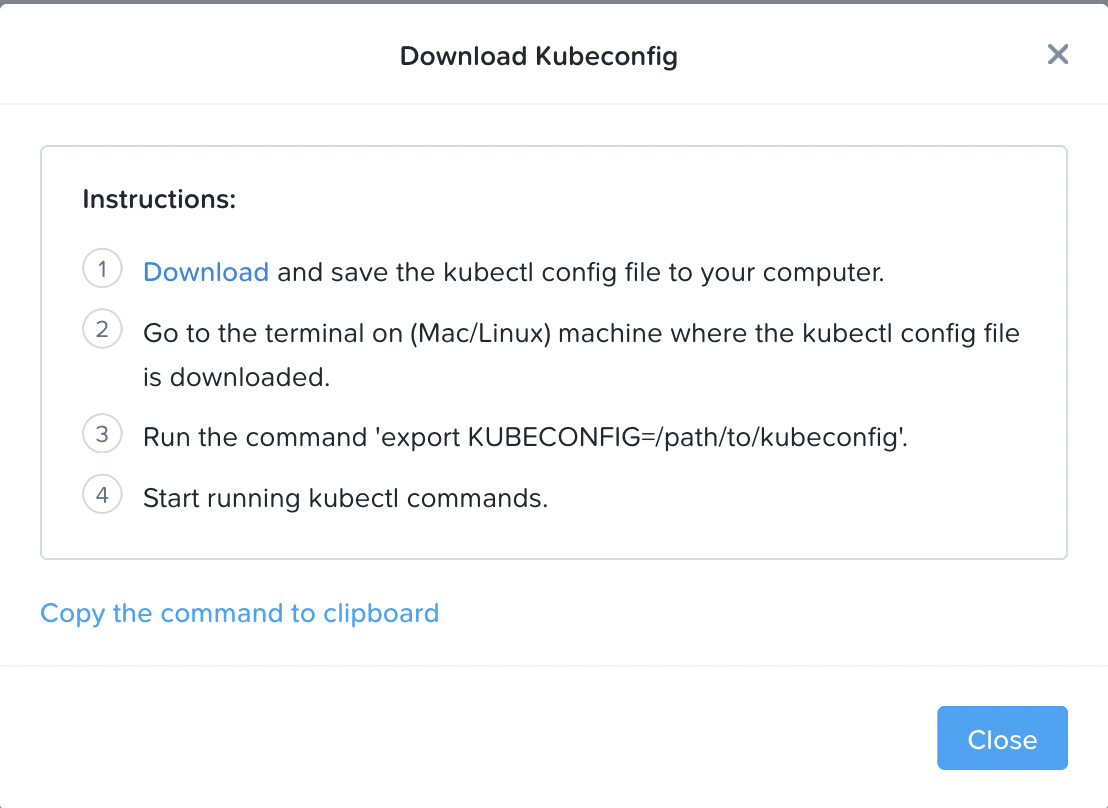 Download Kubeconfig
Instructions:
1 Download and save the kubectl config file to your computer.
2 Go to the terminal on (Mac/Linux) machine where the kubectl config file
is downloaded.
3 Run the command 'export KUBECONFIG=/path/to/kubeconfig'.
4 Start running kubectl commands.
Copy the command to clipboard
Close